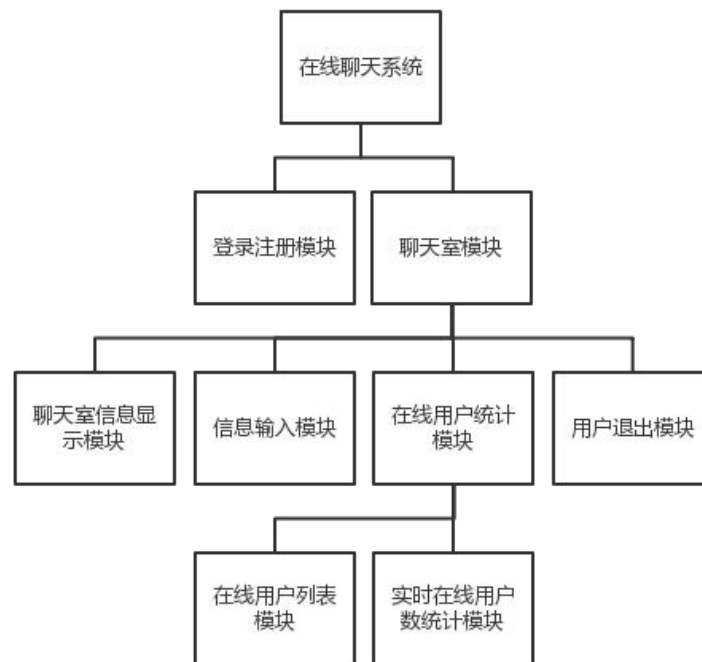 在线聊天系统
登录注册模块
聊天室模块
聊天室信息显
示模块
信息输入模块
在线用户统计
模块
用户退出模块
在线用户列表
模块
实时在线用户
数统计模块